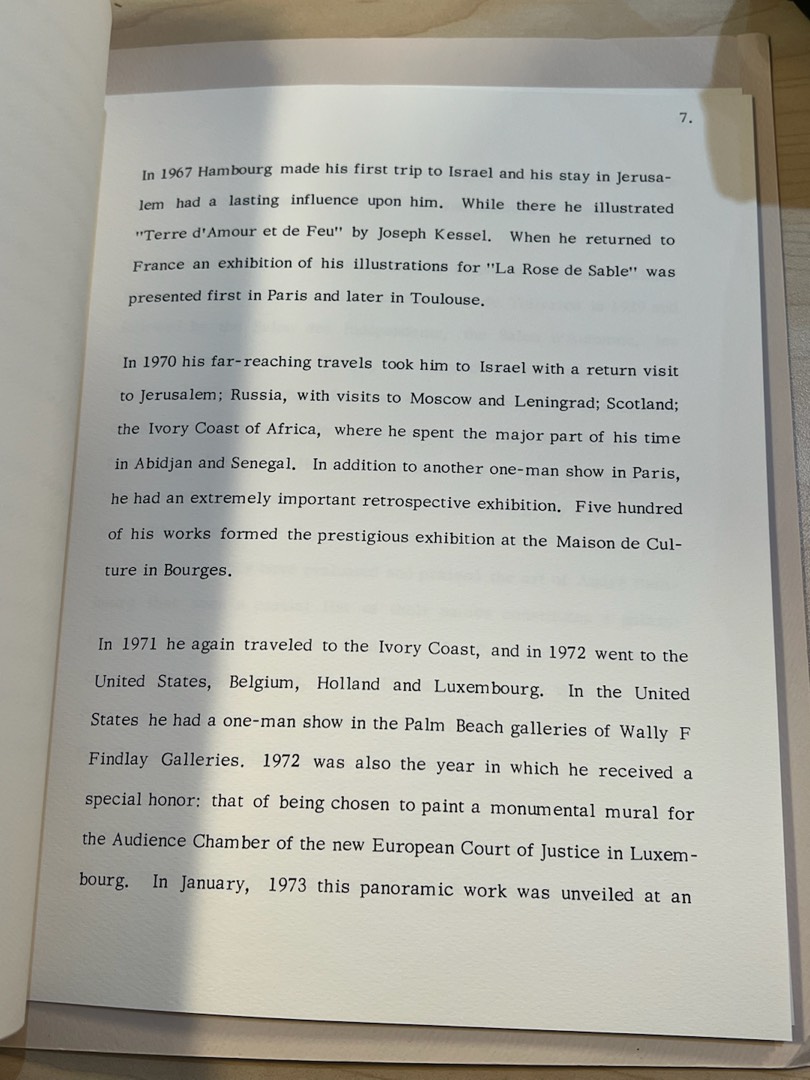 7.
In 1967 Hambourg made his first trip to Israel and his stay in Jerusa-
lem had a lasting influence upon him. While there he illustrated
"Terre d'Amour et de Feu" by Joseph Kessel. When he returned to
France an exhibition of his illustrations for "La Rose de Sable" was
presented first in Paris and later in Toulouse.
In 1970 his far-reaching travels took him to Israel with a return visit
to Jerusalem; Russia, with visits to Moscow and Leningrad; Scotland;
the Ivory Coast of Africa, where he spent the major part of his time
in Abidjan and Senegal. In addition to another one-man show in Paris,
he had an extremely important retrospective exhibition. Five hundred
of his works formed the prestigious exhibition at the Maison de Cul-
ture in Bourges.
In 1971 he again traveled to the Ivory Coast, and in 1972 went to the
United States, Belgium, Holland and Luxembourg. In the United
States he had a one-man show in the Palm Beach galleries of Wally F
Findlay Galleries. 1972 was also the year in which he received a
special honor: that of being chosen to paint a monumental mural for
the Audience Chamber of the new European Court of Justice in Luxem-
bourg. In January, 1973 this panoramic work was unveiled at an